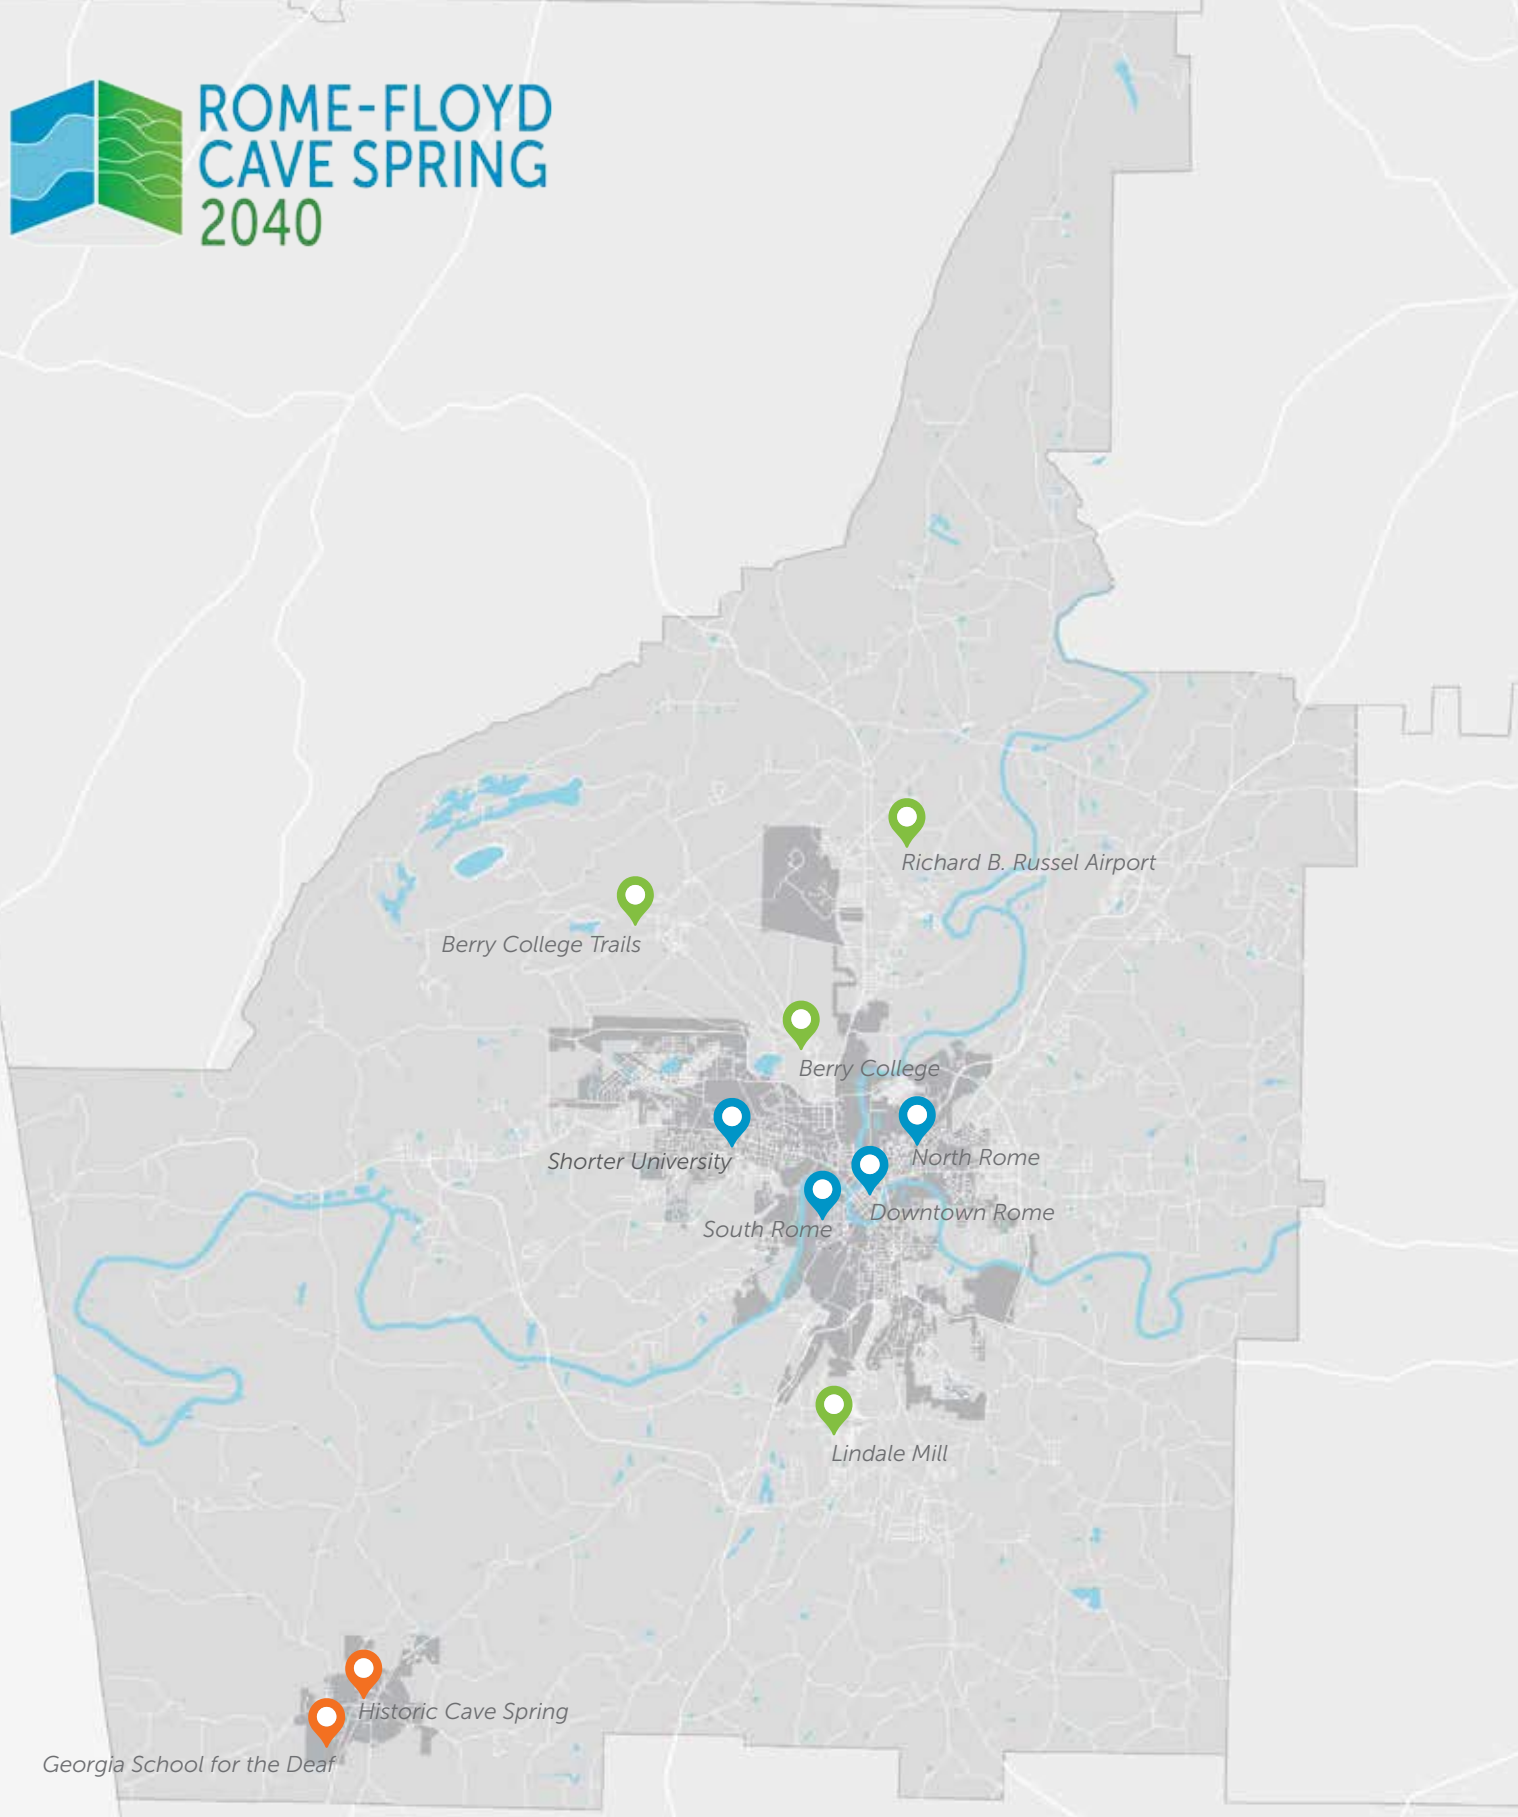 ROME-FLOYD
CAVE SPRING
2040
Richard B. Russel Airport
Berry College Trails
Berry College
Shorter University
North Rome
Downtown Rome
South Rome
Lindale Mill
Historic Cave Spring
Georgia School for the Deaf